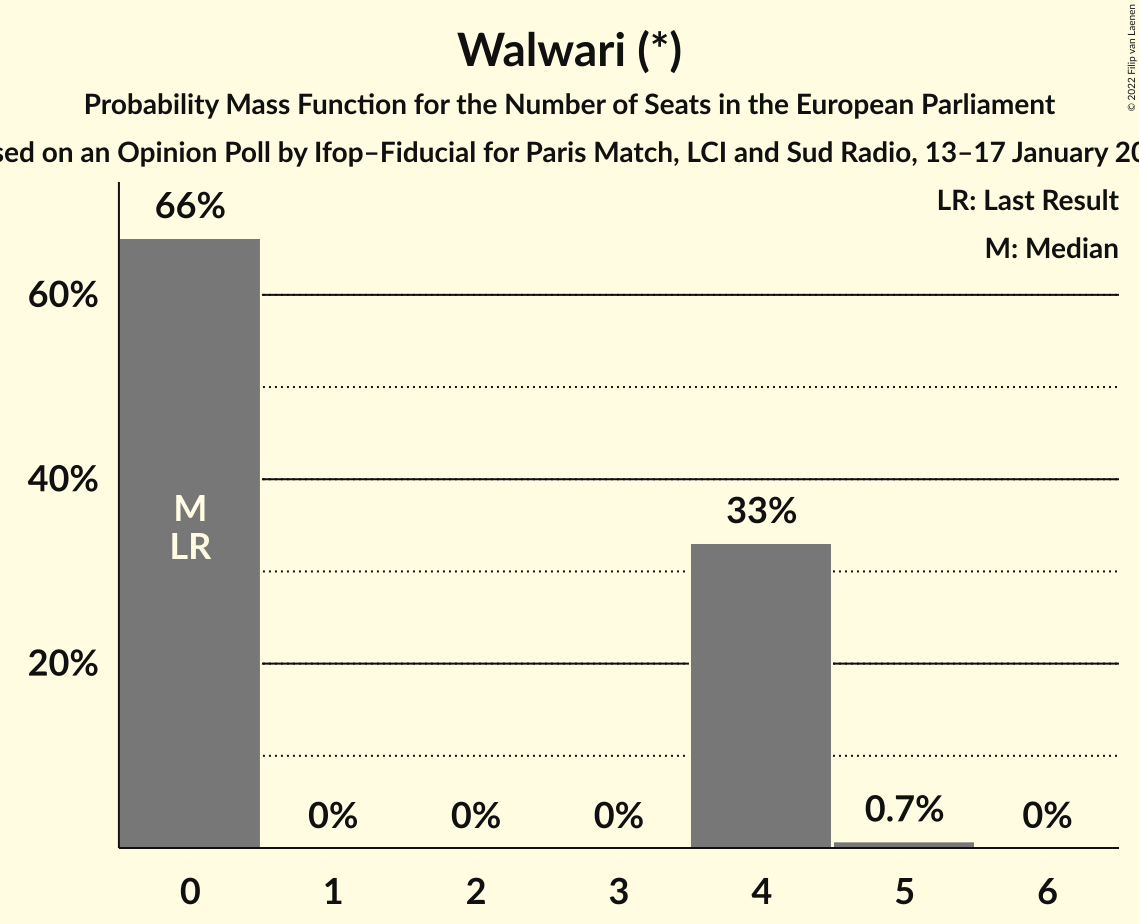 Walwari (*)
Probability Mass Function for the Number of Seats in the European Parliament
sed on an Opinion Poll by Ifop–Fiducial for Paris Match, LCI and Sud Radio, 13–17 January 20
© 2022 Filip van Laenen
LR: Last Result
M: Median
66%
60%
40%
20%
M
LR
0%
0%
0%
33%
0.7%
0%
0
1
2
3
4
5
6